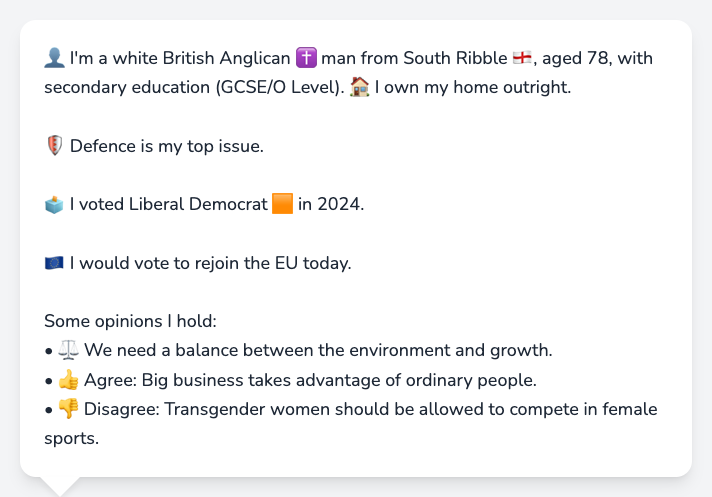 👤 I'm a white British Anglican ✝️ man from South Ribble 🏴󠁧󠁢󠁥󠁮󠁧󠁿, aged 78, with
secondary education (GCSE/O Level). 🏠 I own my home outright.
🛡️ Defence is my top issue.
🗳️ I voted Liberal Democrat 🟧 in 2024.
🇪🇺 I would vote to rejoin the EU today.
Some opinions I hold:
• ⚖️ We need a balance between the environment and growth.
• 👍 Agree: Big business takes advantage of ordinary people.
• 👎 Disagree: Transgender women should be allowed to compete in female
sports.